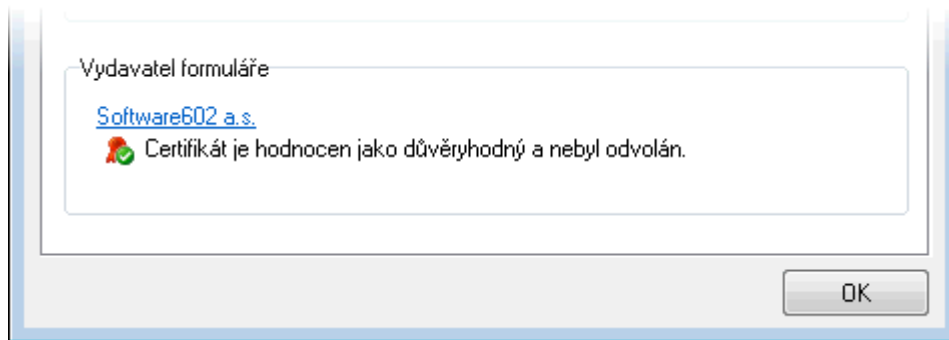 Vydavatel formuláře
Software602 a.s.
Certifikát je hodnocen jako důvěryhodný a nebyl odvolán.
OK